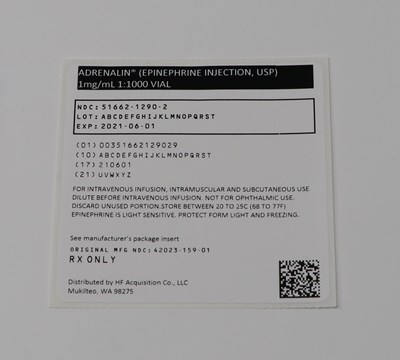 ADRENALIN® (EPINEPHRINE INJECTION, USP)
1mg/mL 1:1000 VIAL
NDC: 51662-1290-2
LOT: ABCDEFGHIJKLMNOPQRST
EXP: 2021-06-01
(01) 00351662129029
(10) ABCDEFGHIJKLMNOPQRST
(17) 210601
(21) UVWXYZ
FOR INTRAVENOUS INFUSION, INTRAMUSCULAR AND SUBCUTANEOUS USE
DILUTE BEFORE INTRAVENOUS INFUSION. NOT FOR OPHTHALMIC USE.
DISCARD UNUSED PORTION.STORE BETWEEN 20 TO 25C (68 TO 77F)
EPINEPHRINE IS LIGHT SENSITIVE. PROTECT FORM LIGHT AND FREEZING.
See manufacturer's package insert
ORIGINAL MFG NDC: 42023-159-01
RX ONLY
Distributed by HF Acquisition Co., LLC
Mukilteo, WA 98275